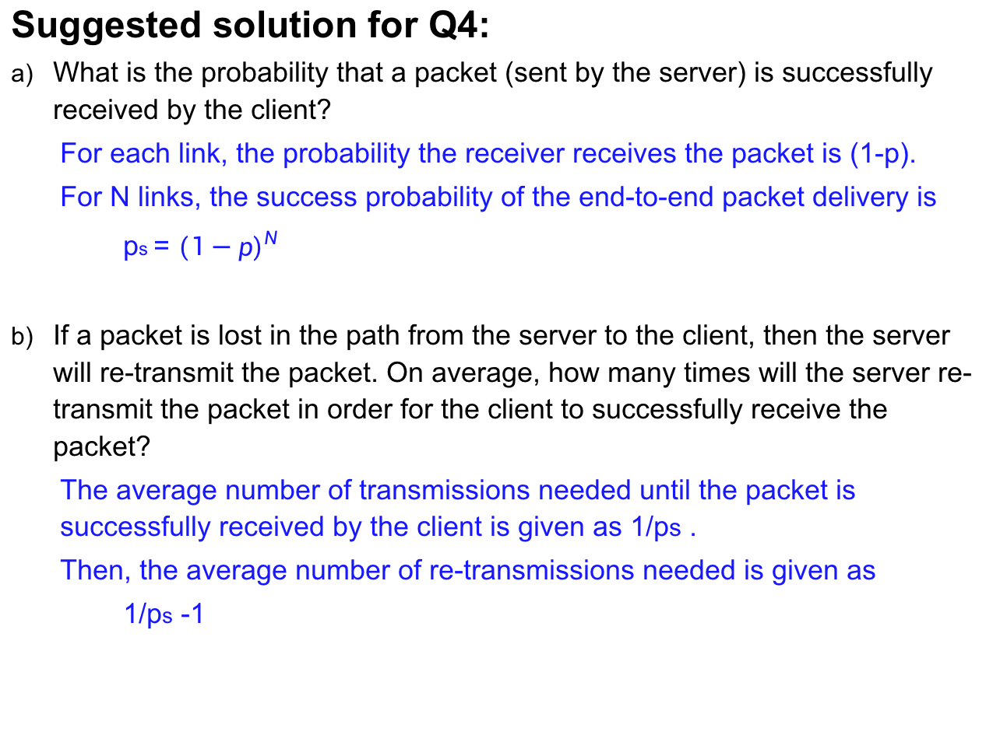 Suggested solution for Q4:
a) What is the probability that a packet (sent by the server) is successfully
received by the client?
For each link, the probability the receiver receives the packet is (1-p).
For N links, the success probability of the end-to-end packet delivery is
ps = (1 − p)^N
b) If a packet is lost in the path from the server to the client, then the server
will re-transmit the packet. On average, how many times will the server re-
transmit the packet in order for the client to successfully receive the
packet?
The average number of transmissions needed until the packet is
successfully received by the client is given as 1/ps .
Then, the average number of re-transmissions needed is given as
1/ps -1